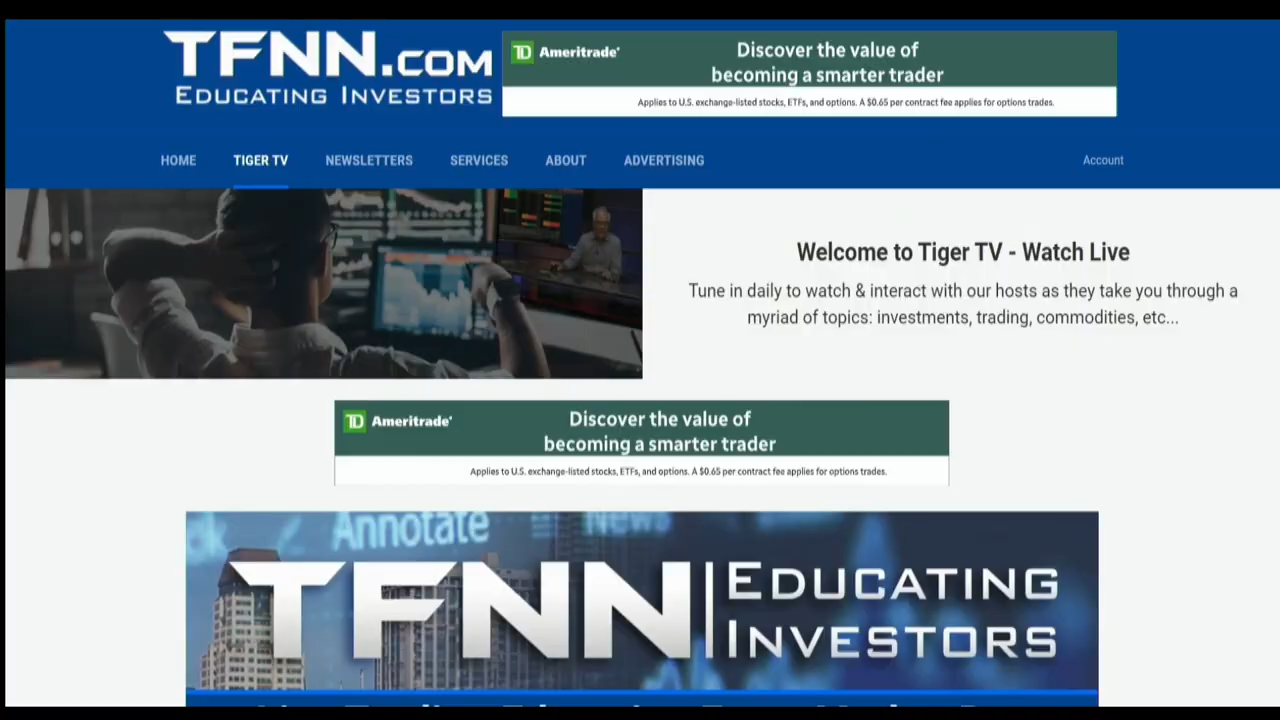 TFNN.COM
EDUCATING INVESTORS
TD Ameritrade
Discover the value of
becoming a smarter trader
Applies to U.S. exchange-listed stocks, ETFs, and options. A $0.65 per contract fee applies for options trades.
HOME TIGER TV NEWSLETTERS SERVICES ABOUT ADVERTISING Account
Welcome to Tiger TV - Watch Live
Tune in daily to watch & interact with our hosts as they take you through a
myriad of topics: investments, trading, commodities, etc...
TD Ameritrade
Discover the value of
becoming a smarter trader
Applies to U.S. exchange-listed stocks, ETFs, and options. A $0.65 per contract fee applies for options trades.
Annotate News
TFNN
EDUCATING
INVESTORS